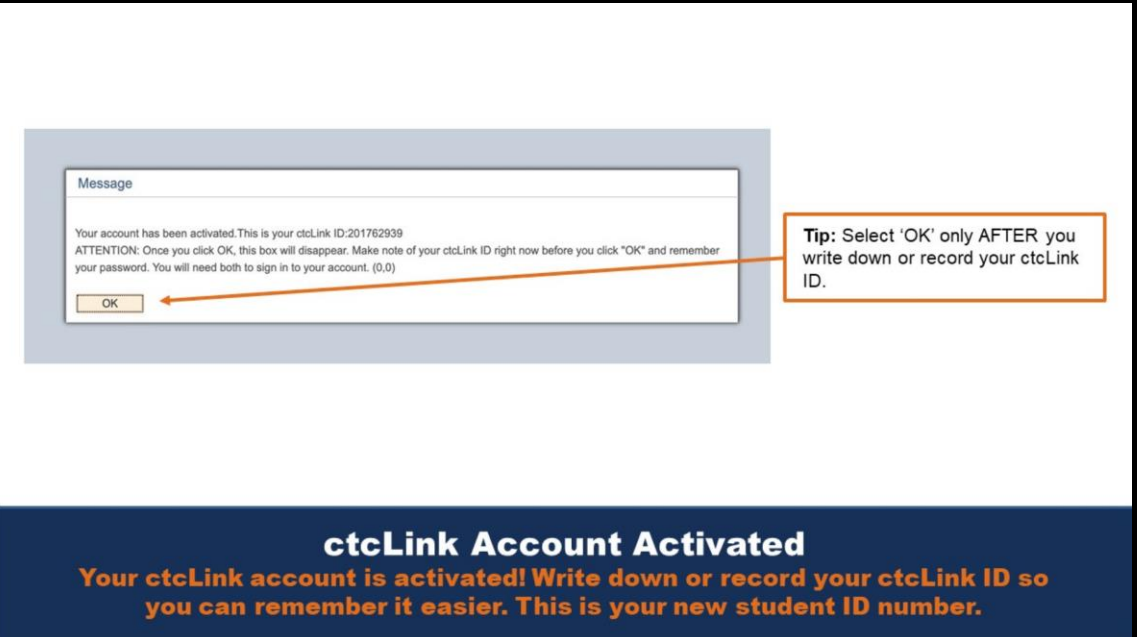 Message
Your account has been activated.This is your ctcLink ID:201762939
ATTENTION: Once you click OK, this box will disappear. Make note of your ctcLink ID right now before you click "OK" and remember
your password. You will need both to sign in to your account. (0,0)
OK
Tip: Select ‘OK’ only AFTER you
write down or record your ctcLink
ID.
ctcLink Account Activated
Your ctcLink account is activated! Write down or record your ctcLink ID so
you can remember it easier. This is your new student ID number.